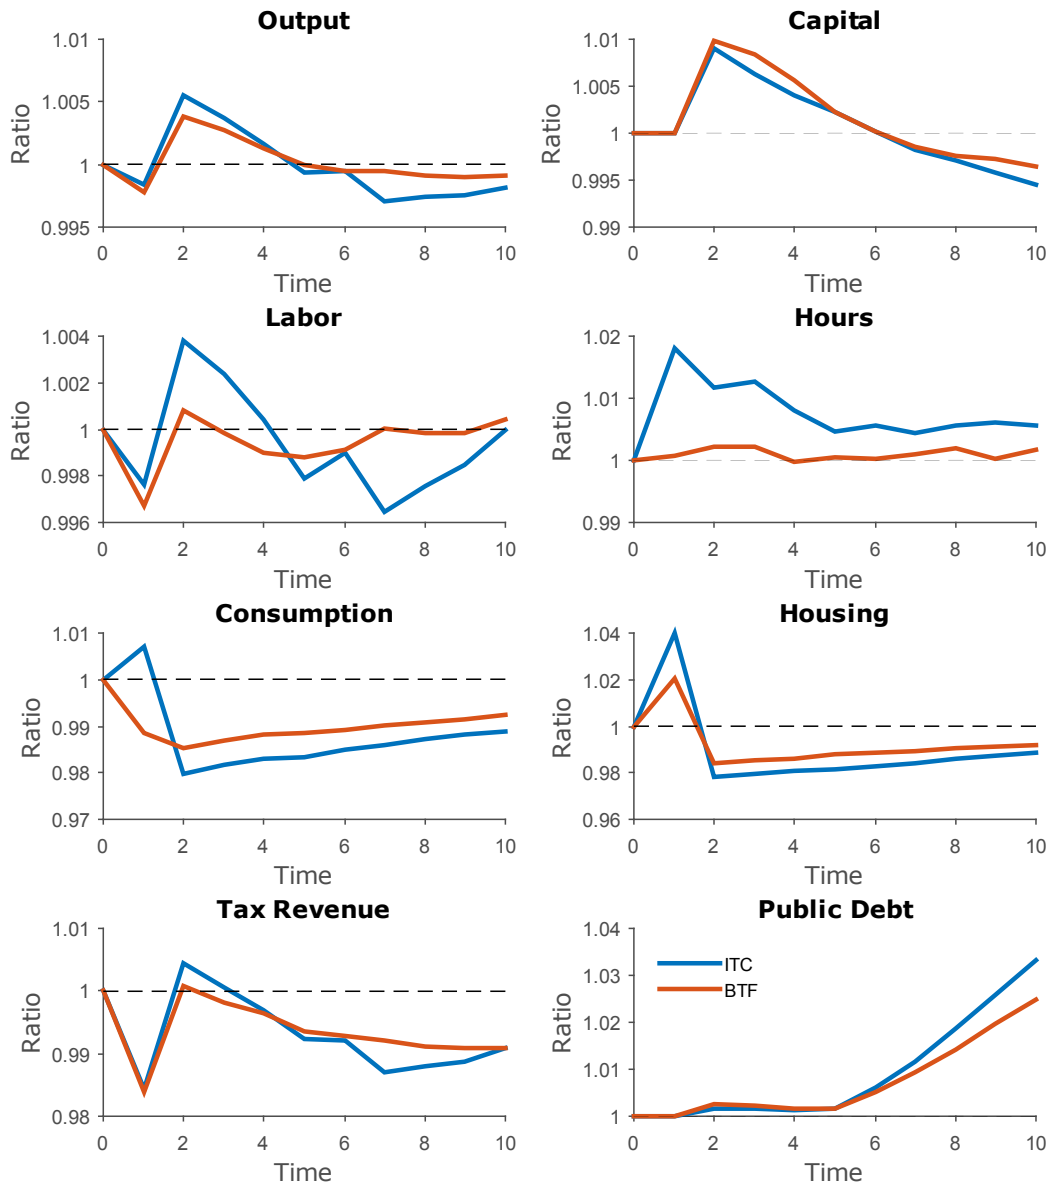 Output
1.01
1.005
1
0.995
Ratio
0 2 4 6 8 10
Time
Capital
1.01
1.005
1
0.995
0.99
Ratio
0 2 4 6 8 10
Time
Labor
1.004
1.002
1
0.998
0.996
Ratio
0 2 4 6 8 10
Time
Hours
1.02
1.01
1
0.99
Ratio
0 2 4 6 8 10
Time
Consumption
1.01
1
0.99
0.98
0.97
Ratio
0 2 4 6 8 10
Time
Housing
1.04
1.02
1
0.98
0.96
Ratio
0 2 4 6 8 10
Time
Tax Revenue
1.01
1
0.99
0.98
Ratio
0 2 4 6 8 10
Time
Public Debt
1.04
1.03
1.02
1.01
1
Ratio
ITC
BTF
0 2 4 6 8 10
Time